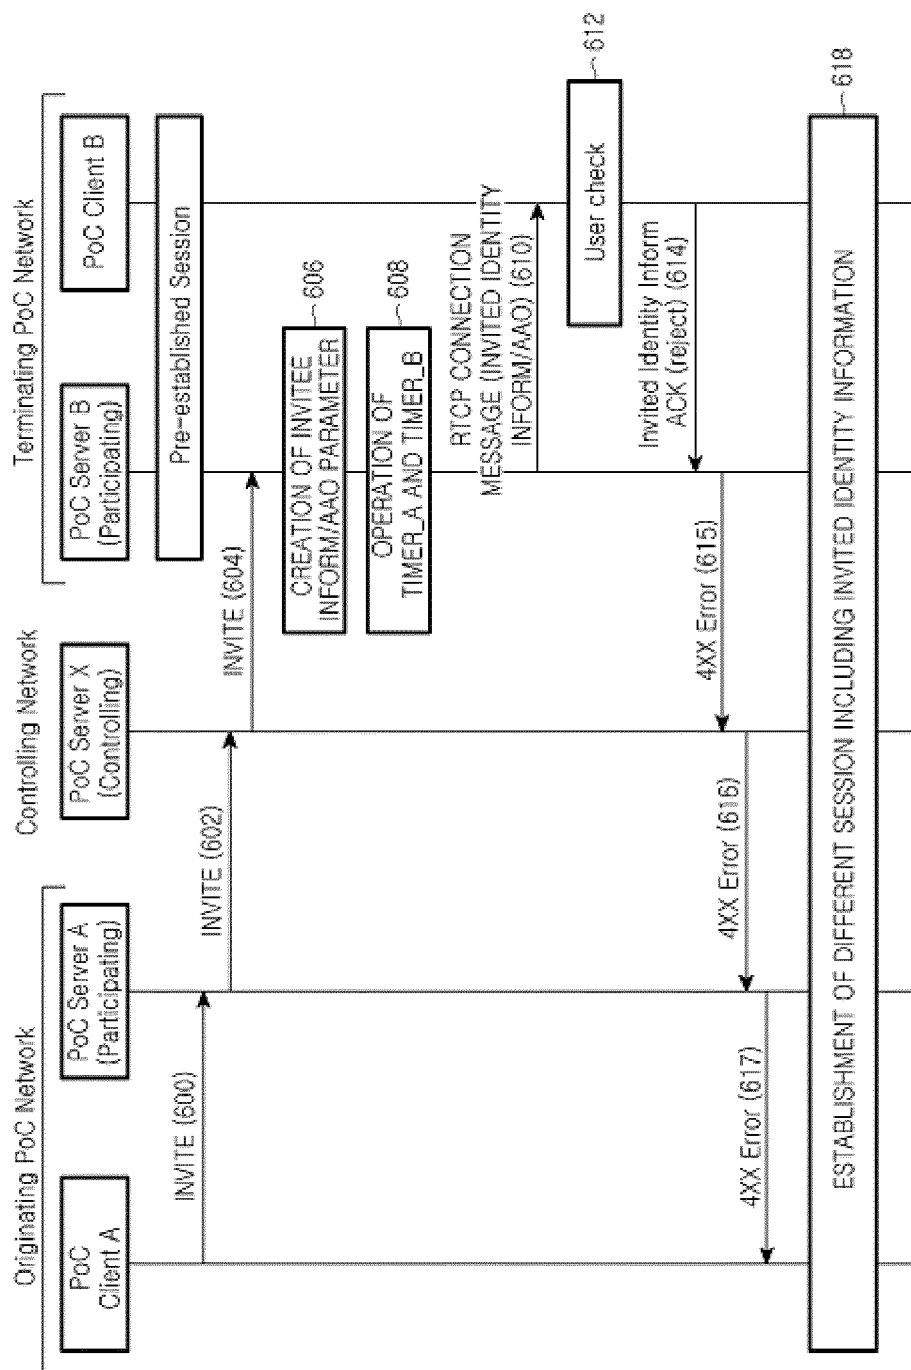 Originating PoC Network
Controlling Network
Terminating PoC Network
PoC
Client A
PoC Server A
(Participating)
PoC Server X
(Controlling)
PoC Server B
(Participating)
PoC Client B
Pre-established Session
INVITE (600)
INVITE (602)
INVITE (604)
CREATION OF INVITEE
INFORM/AAO PARAMETER
606
OPERATION OF
TIMER_A AND TIMER_B
608
RTCP CONNECTION
MESSAGE (INVITED IDENTITY
INFORM/AAO) (610)
User check
612
Invited Identity Inform
ACK (reject) (614)
4XX Error (615)
4XX Error (616)
4XX Error (617)
ESTABLISHMENT OF DIFFERENT SESSION INCLUDING INVITED IDENTITY INFORMATION
618